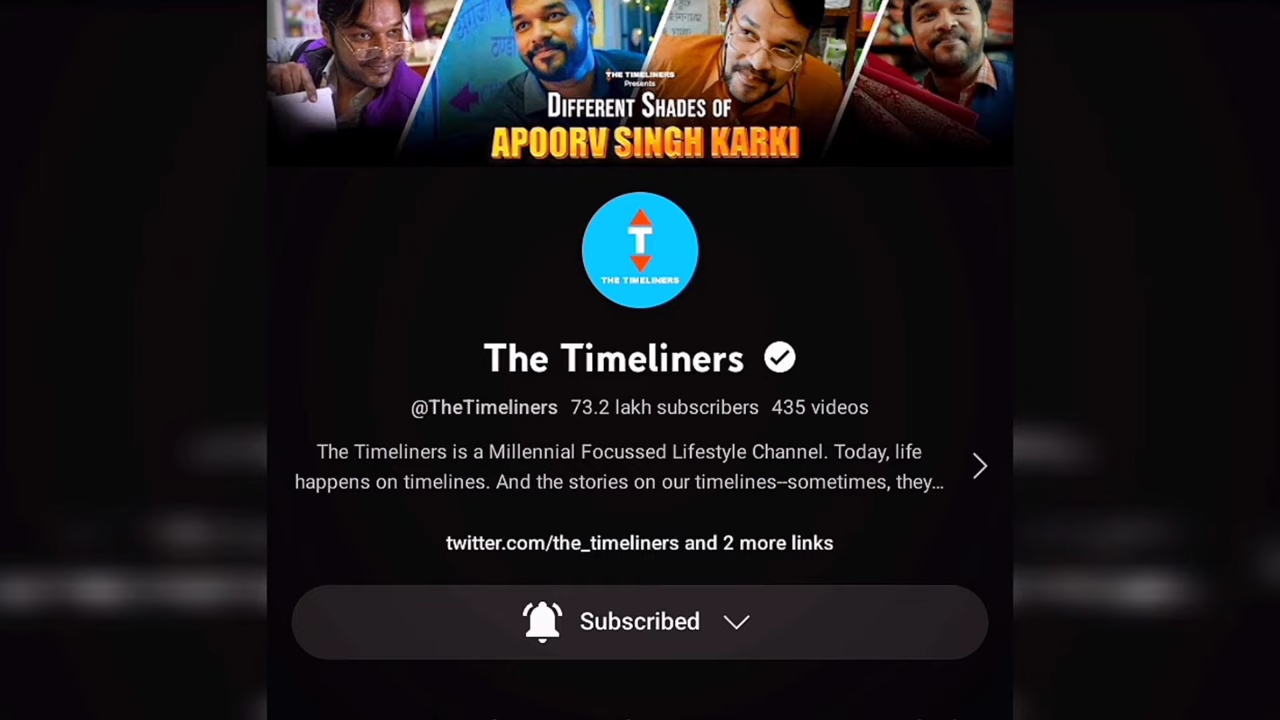 THE TIMELINERS
Presents
DIFFERENT SHADES OF
APOORV SINGH KARKI
T
THE TIMELINERS
The Timeliners
@TheTimeliners 73.2 lakh subscribers 435 videos
The Timeliners is a Millennial Focussed Lifestyle Channel. Today, life
happens on timelines. And the stories on our timelines--sometimes, they...
twitter.com/the_timeliners and 2 more links
Subscribed